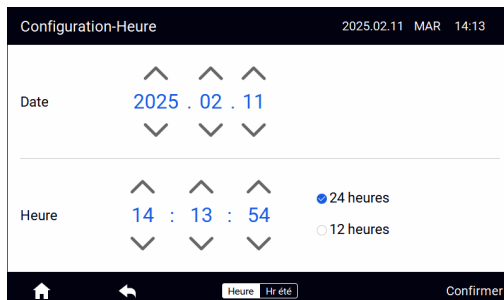 Configuration-Heure 2025.02.11 MAR 14:13
Date 2025 . 02 . 11
24 heures
Heure 14 : 13 : 54
12 heures
Heure Hr été Confirmer